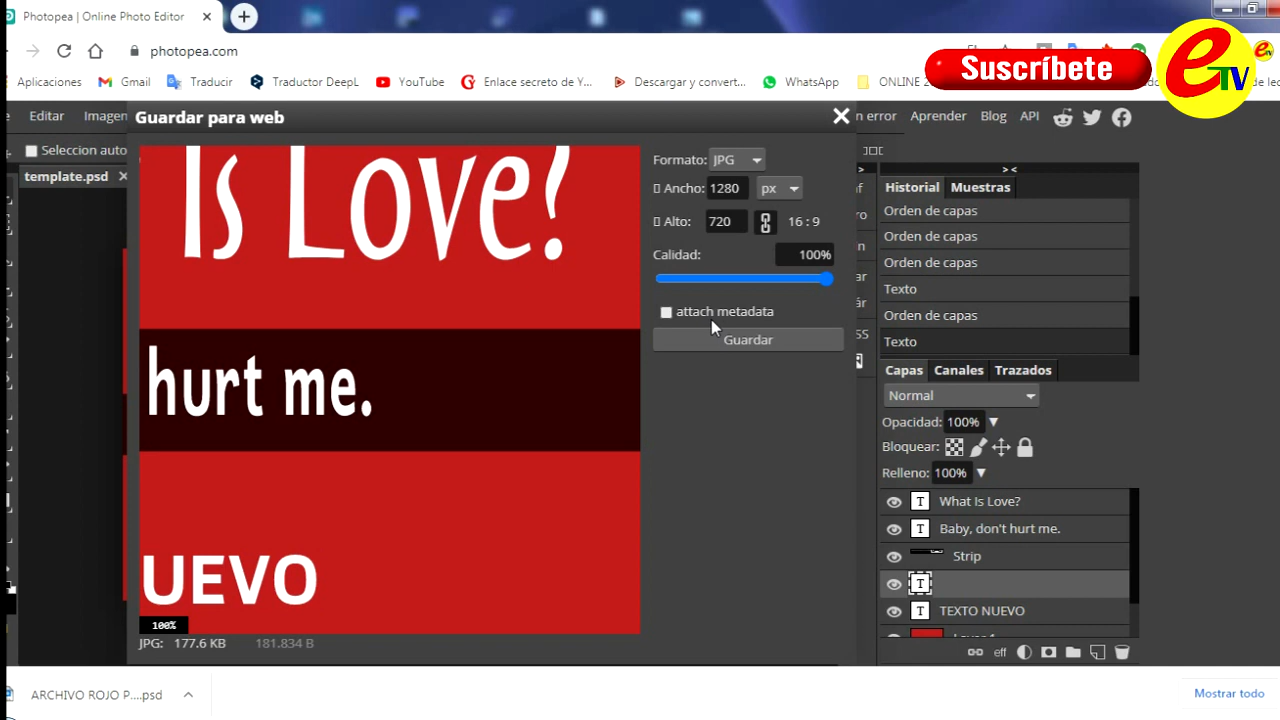 Photopea | Online Photo Editor
photopea.com
Aplicaciones
Gmail
Traducir
Traductor DeepL
YouTube
Enlace secreto de Y...
Descargar y convert...
WhatsApp
Suscríbete
e
TV
Editar
Imagen
Guardar para web
n error
Aprender
Blog
API
Seleccion auto
template.psd
Is Love?
hurt me.
UEVO
100%
JPG: 177.6 KB 181.834 B
Formato: JPG
Ancho: 1280 px
Alto: 720 16 : 9
Calidad: 100%
attach metadata
Guardar
> <
Historial Muestras
Orden de capas
Orden de capas
Orden de capas
Texto
Orden de capas
Texto
Capas Canales Trazados
Normal
Opacidad: 100%
Bloquear:
Relleno: 100%
T What Is Love?
T Baby, don't hurt me.
Strip
T
T TEXTO NUEVO
eff
ARCHIVO ROJO P....psd
Mostrar todo